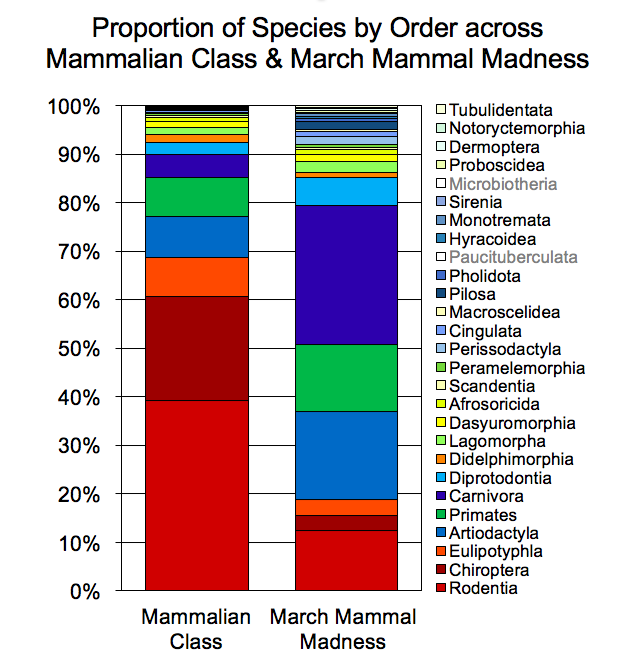 Proportion of Species by Order across
Mammalian Class & March Mammal Madness
100%
90%
80%
70%
60%
50%
40%
30%
20%
10%
0%
Mammalian
Class
March Mammal
Madness
Tubulidentata
Notoryctemorphia
Dermoptera
Proboscidea
Microbiotheria
Sirenia
Monotremata
Hyracoidea
Paucituberculata
Pholidota
Pilosa
Macroscelidea
Cingulata
Perissodactyla
Peramelemorphia
Scandentia
Afrosoricida
Dasyuromorphia
Lagomorpha
Didelphimorphia
Diprotodontia
Carnivora
Primates
Artiodactyla
Eulipotyphla
Chiroptera
Rodentia